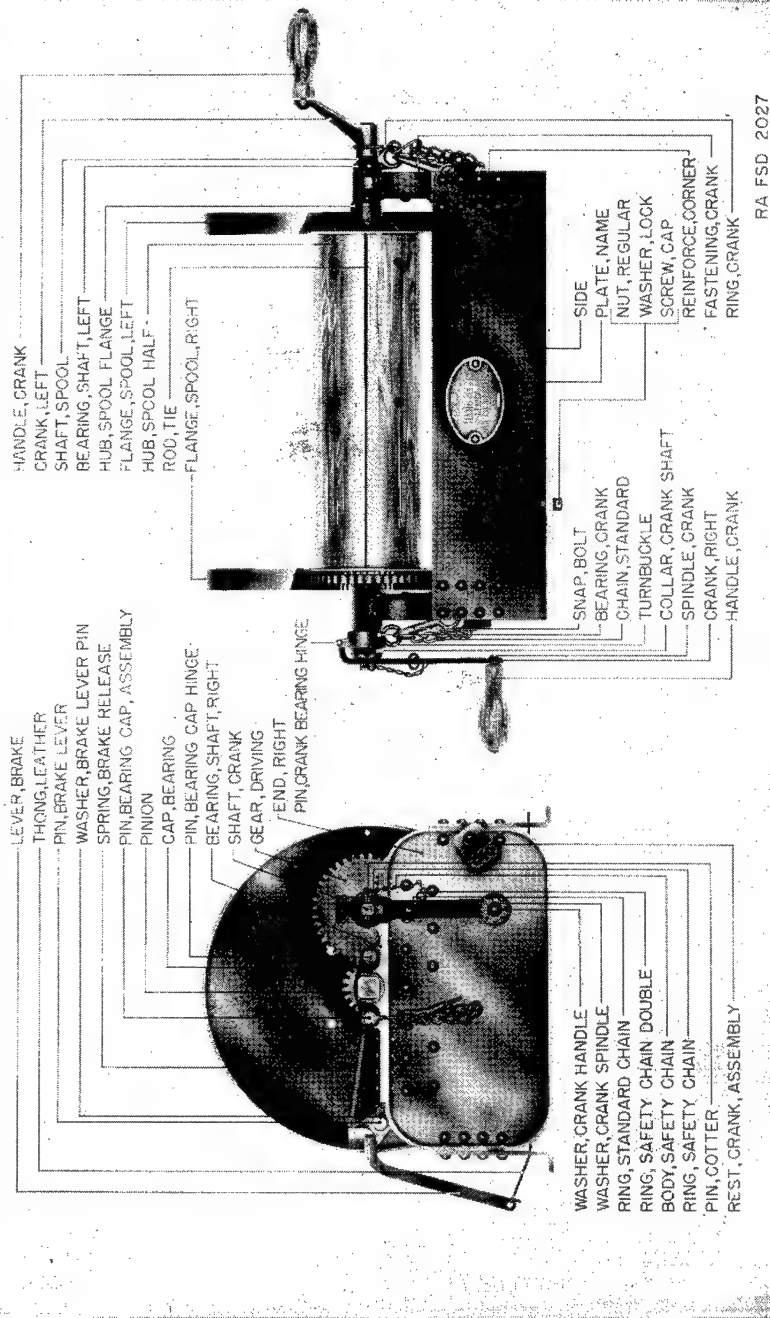 LEVER, BRAKE
THONG, LEATHER
PIN, BRAKE LEVER
WASHER, BRAKE LEVER PIN
SPRING, BRAKE RELEASE
PIN, BEARING CAP, ASSEMBLY
PINION
CAP, BEARING
PIN, BEARING CAP HINGE
BEARING, SHAFT, RIGHT
SHAFT, CRANK
GEAR, DRIVING
END, RIGHT
PIN, CRANK BEARING HINGE
HANDLE, CRANK
CRANK, LEFT
SHAFT, SPOOL
BEARING, SHAFT, LEFT
HUB, SPOOL FLANGE
FLANGE, SPOOL, LEFT
HUB, SPOOL HALF
ROD, TIE
FLANGE, SPOOL, RIGHT
WASHER, CRANK HANDLE
WASHER, CRANK SPINDLE
RING, STANDARD CHAIN
RING, SAFETY CHAIN DOUBLE
BODY, SAFETY CHAIN
RING, SAFETY CHAIN
PIN, COTTER
REST, CRANK, ASSEMBLY
SNAP, BOLT
BEARING, CRANK
CHAIN, STANDARD
TURNBUCKLE
COLLAR, CRANK SHAFT
SPINDLE, CRANK
CRANK, RIGHT
HANDLE, CRANK
SIDE
PLATE, NAME
NUT, REGULAR
WASHER, LOCK
SCREW, CAP
REINFORCE, CORNER
FASTENING, CRANK
RING, CRANK
RA FSD 2027